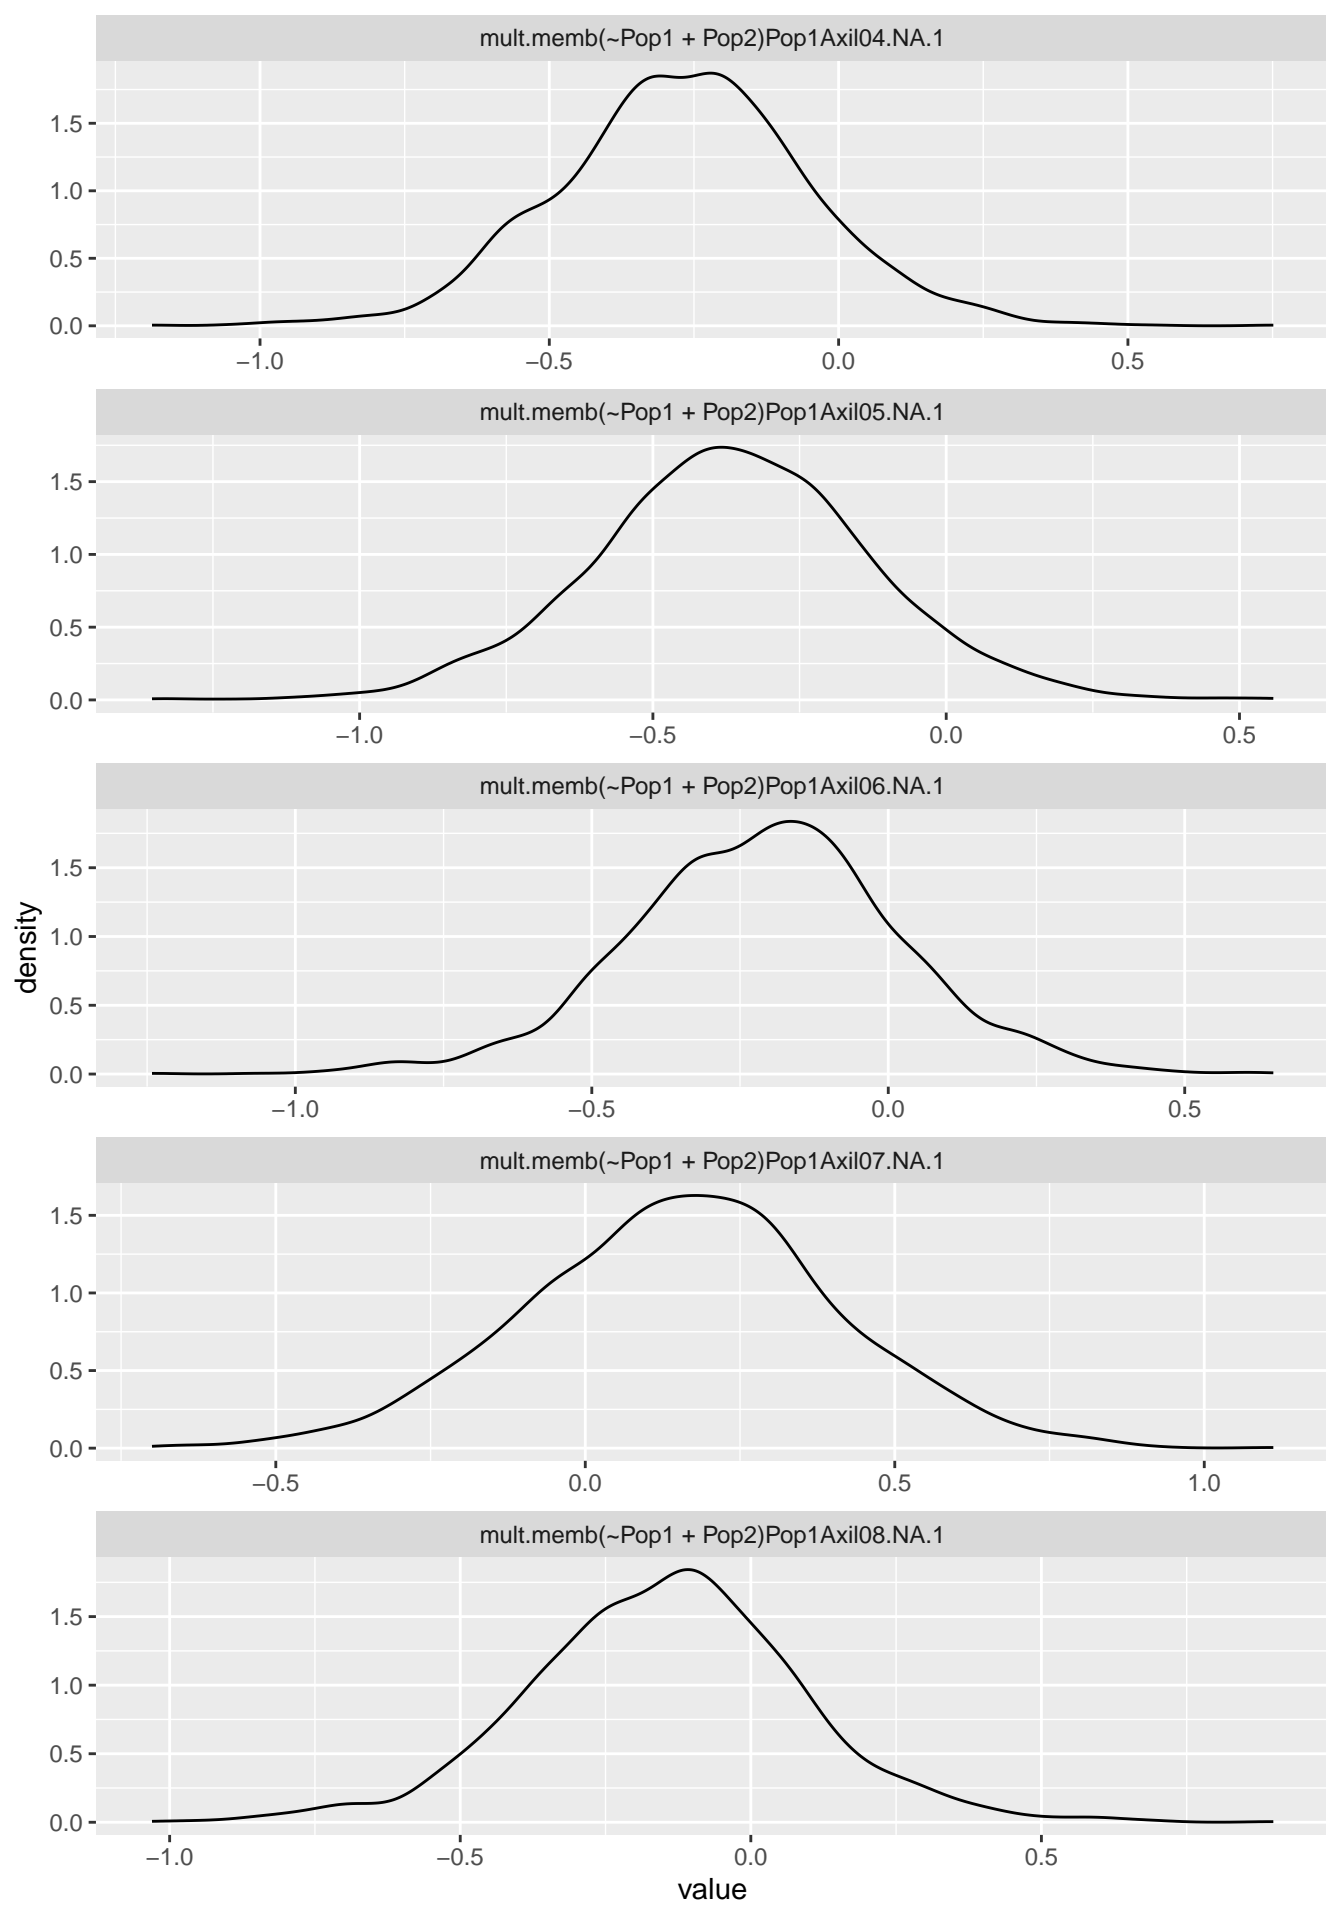 mult.memb(~Pop1 + Pop2)Pop1Axil04.NA.1
1.5
1.0
0.5
0.0
−1.0 −0.5 0.0 0.5
mult.memb(~Pop1 + Pop2)Pop1Axil05.NA.1
1.5
1.0
0.5
0.0
−1.0 −0.5 0.0 0.5
mult.memb(~Pop1 + Pop2)Pop1Axil06.NA.1
1.5
1.0
0.5
0.0
−1.0 −0.5 0.0 0.5
density
mult.memb(~Pop1 + Pop2)Pop1Axil07.NA.1
1.5
1.0
0.5
0.0
−0.5 0.0 0.5 1.0
mult.memb(~Pop1 + Pop2)Pop1Axil08.NA.1
1.5
1.0
0.5
0.0
−1.0 −0.5 0.0 0.5
value